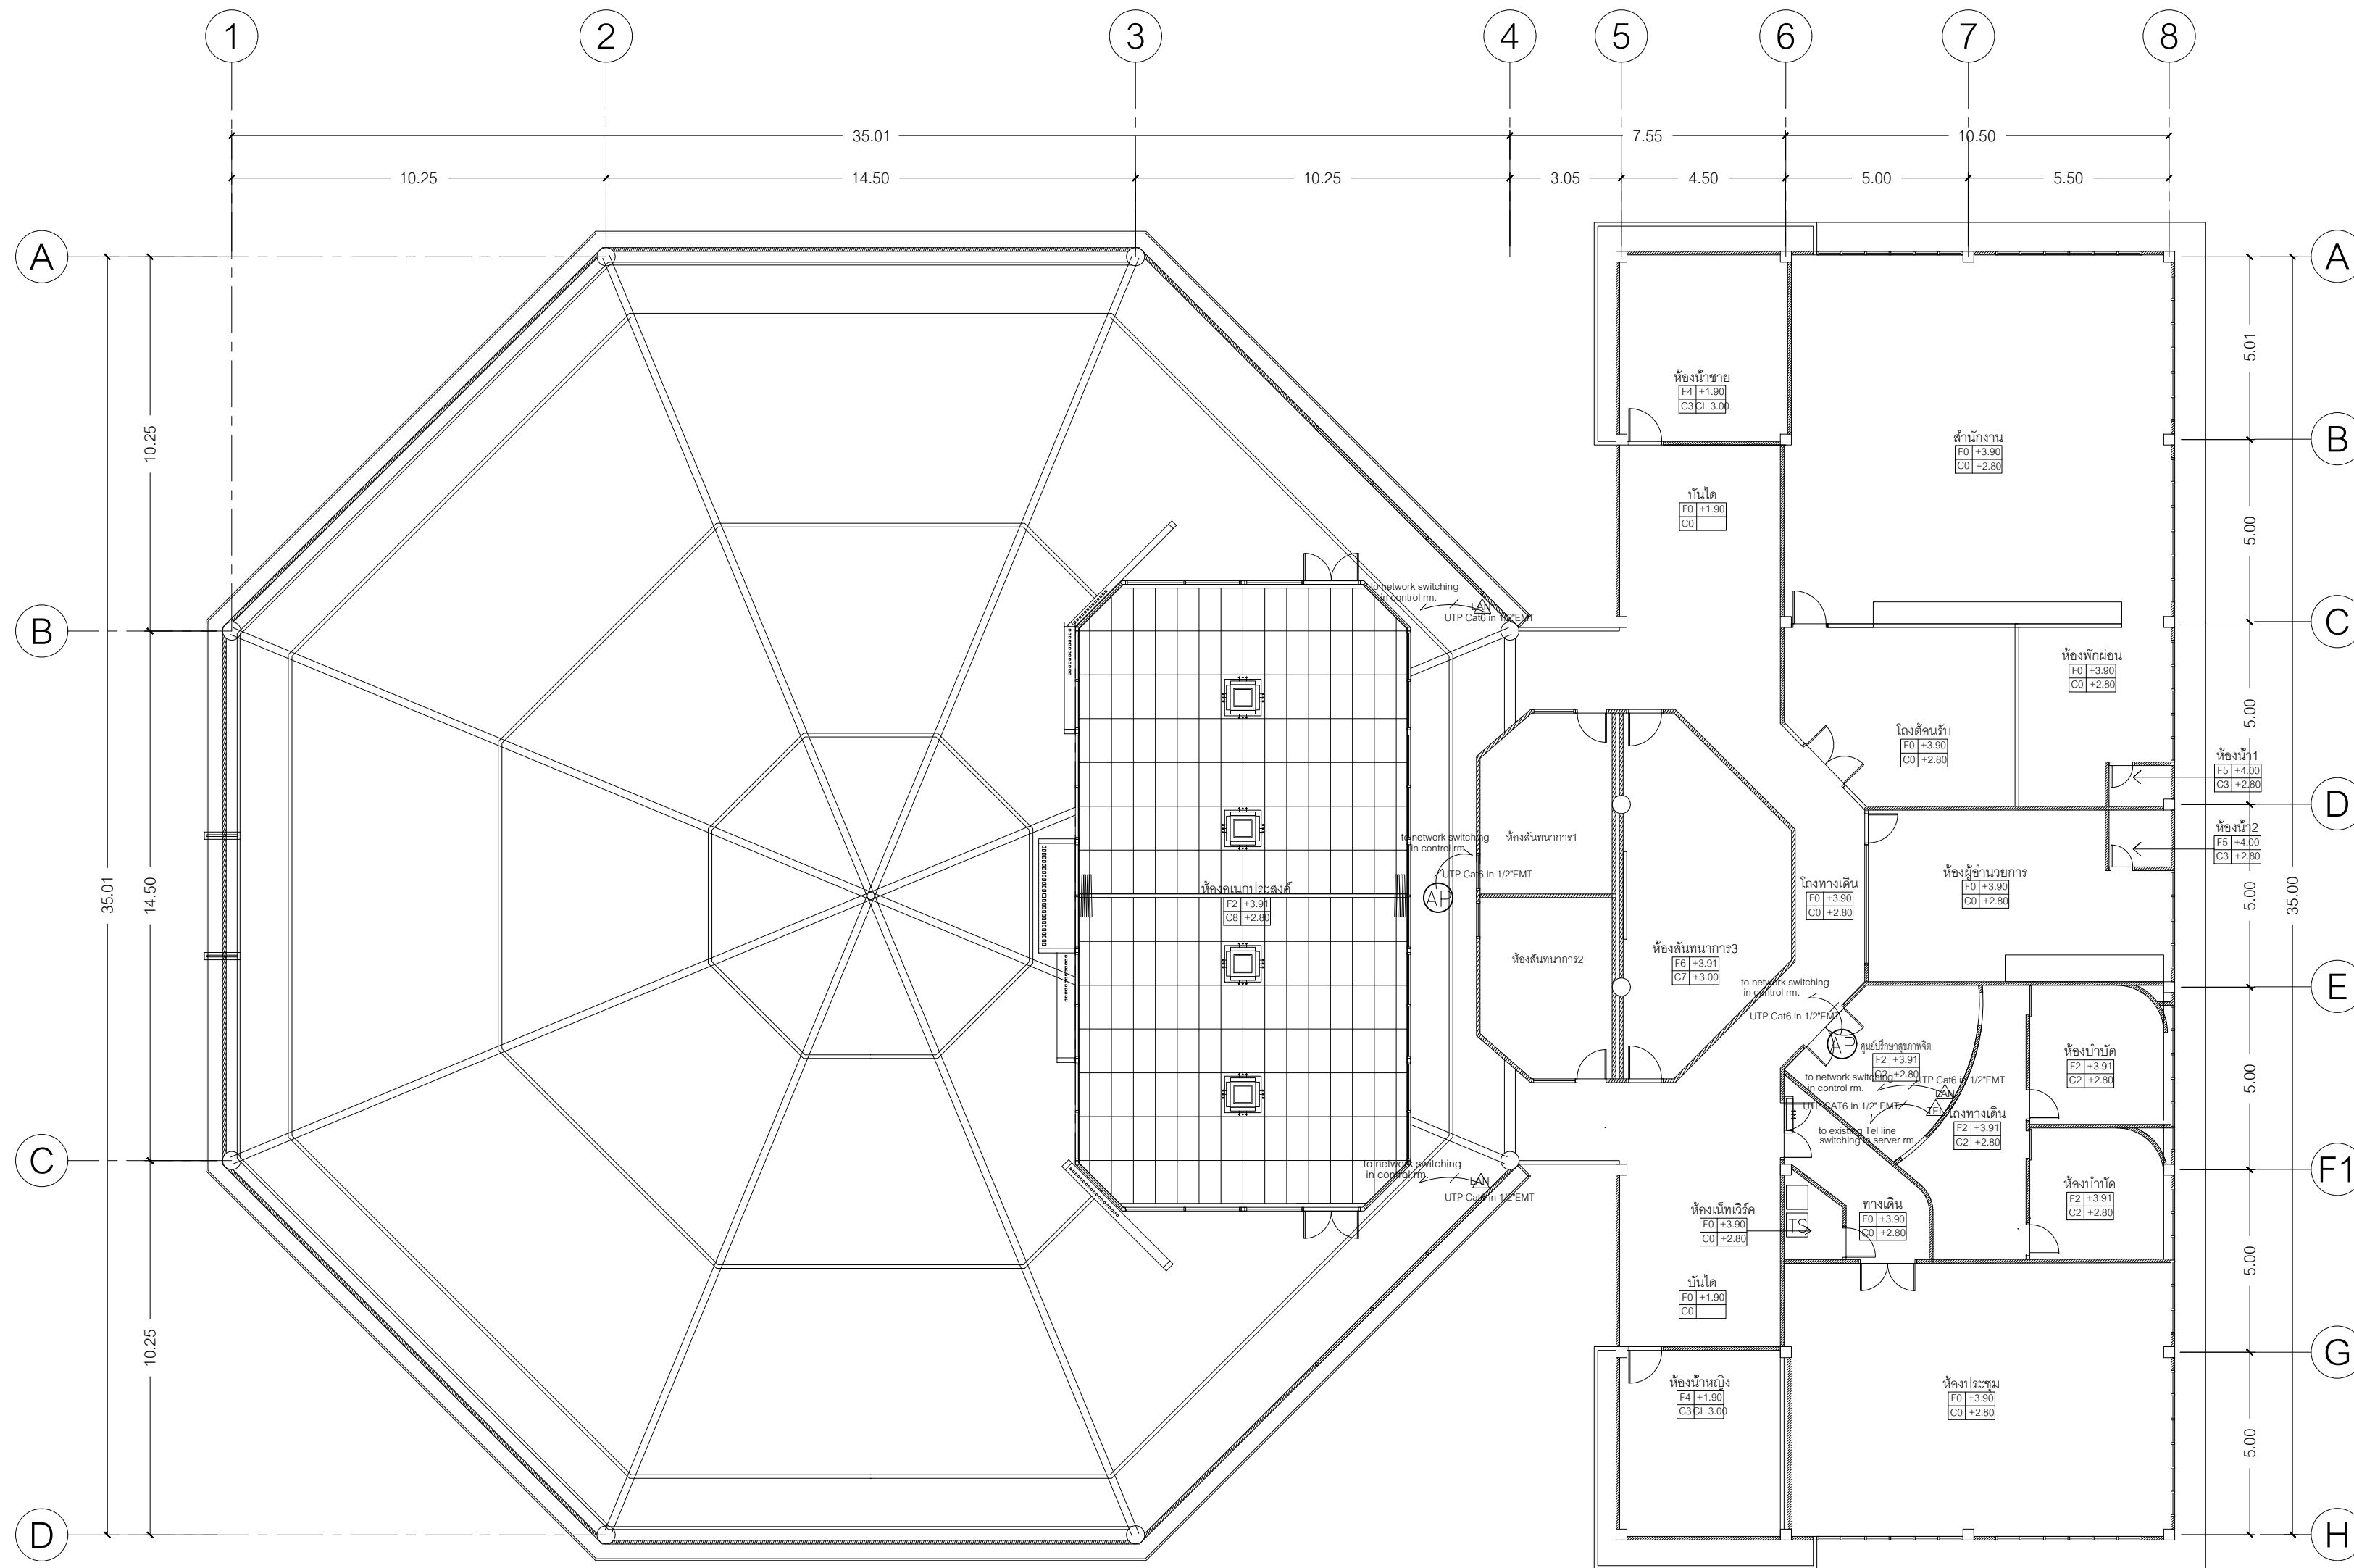 1
2
3
4
5
6
7
8
35.01
7.55
10.50
10.25
14.50
10.25
3.05
4.50
5.00
5.50
A
A
B
B
C
C
D
D
E
F1
G
H
10.25
35.01
14.50
10.25
5.01
5.00
5.00
5.00
35.00
5.00
5.00
5.00
ห้องน้ำชาย
F4 +1.90
C3 CL 3.00
สำนักงาน
F0 +3.90
C0 +2.80
บันได
F0 +1.90
C0
to network switching
in control rm.
LAN
UTP Cat6 in 1/2"EMT
ห้องพักผ่อน
F0 +3.90
C0 +2.80
โถงต้อนรับ
F0 +3.90
C0 +2.80
ห้องน้ำ1
F5 +4.00
C3 +2.80
ห้องน้ำ2
F5 +4.00
C3 +2.80
to network switching
in control rm.
UTP Cat6 in 1/2"EMT
AP
ห้องสันทนาการ1
ห้องอเนกประสงค์
F2 +3.91
C8 +2.80
ห้องผู้อำนวยการ
F0 +3.90
C0 +2.80
โถงทางเดิน
F0 +3.90
C0 +2.80
ห้องสันทนาการ2
ห้องสันทนาการ3
F6 +3.91
C7 +3.00
to network switching
in control rm.
UTP Cat6 in 1/2"EMT
AP
ศูนย์ปรึกษาสุขภาพจิต
F2 +3.91
C2 +2.80
ห้องบำบัด
F2 +3.91
C2 +2.80
to network switching
in control rm.
UTP Cat6 in 1/2"EMT
LAN
UTP CAT6 in 1/2" EMT
TEL
to existing Tel line
switching in server rm.
โถงทางเดิน
F2 +3.91
C2 +2.80
to network switching
in control rm.
LAN
UTP Cat6 in 1/2"EMT
ห้องบำบัด
F2 +3.91
C2 +2.80
ห้องเน็ทเวิร์ค
F0 +3.90
C0 +2.80
TS
ทางเดิน
F0 +3.90
C0 +2.80
บันได
F0 +1.90
C0
ห้องน้ำหญิง
F4 +1.90
C3 CL 3.00
ห้องประชุม
F0 +3.90
C0 +2.80